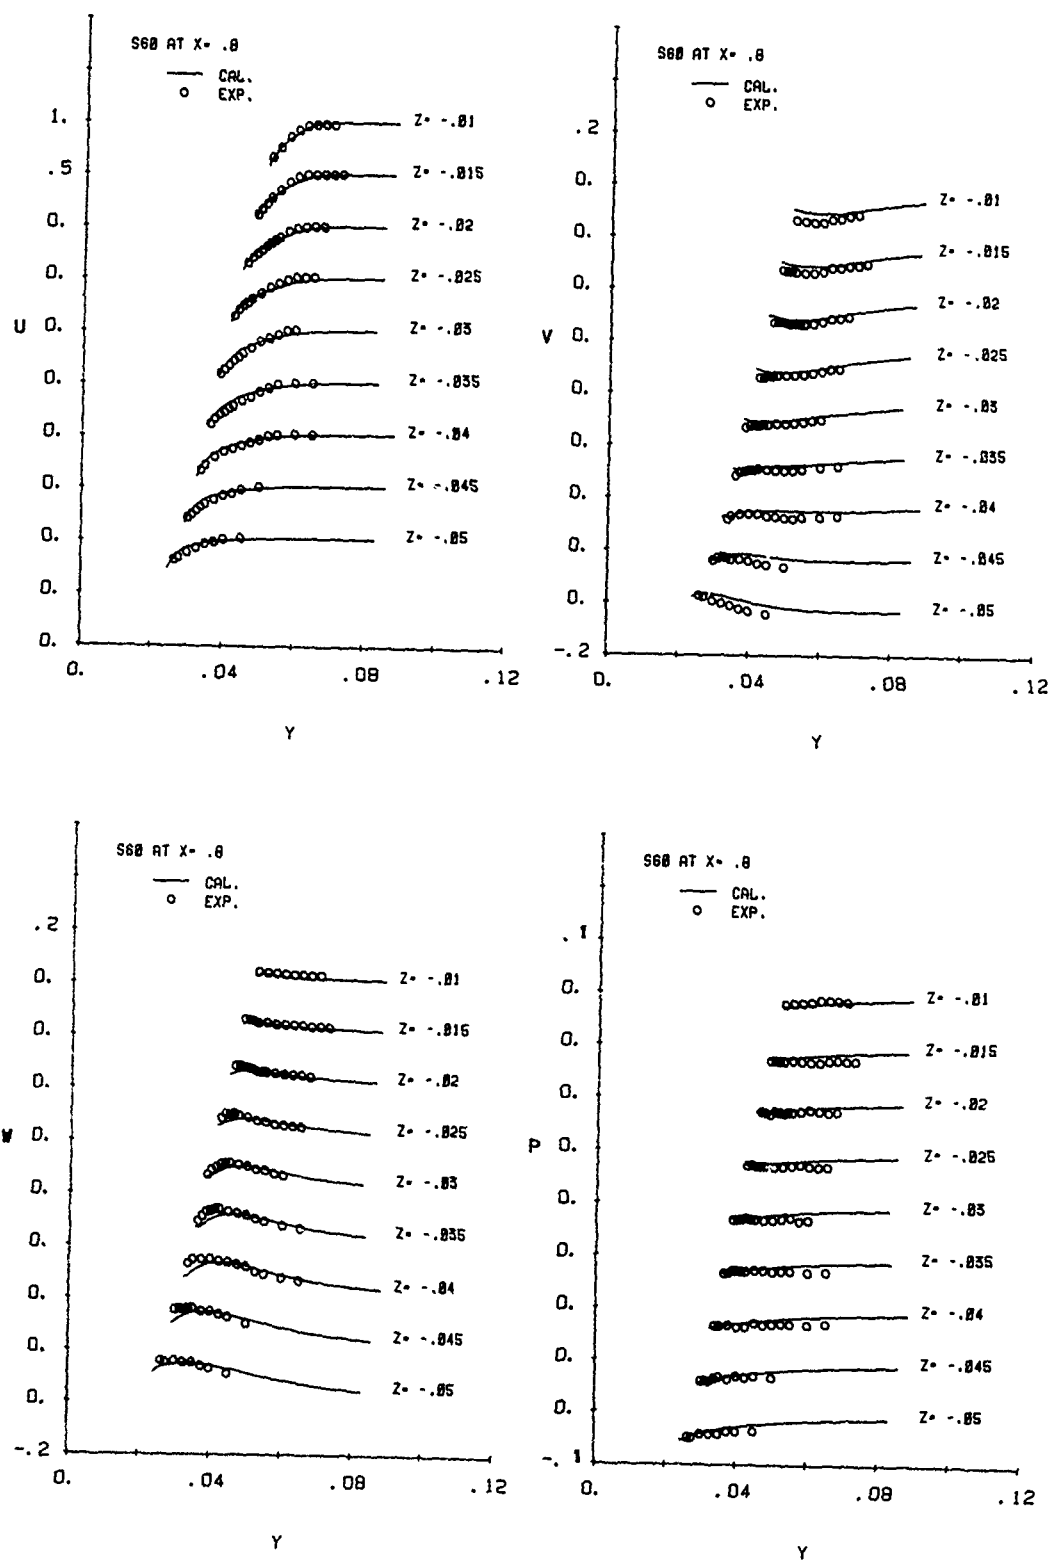 S60 AT X= .8
CAL.
EXP.
1.
.5
0.
0.
0.
0.
0.
0.
0.
0.
0.
U
Z= -.01
Z= -.015
Z= -.02
Z= -.025
Z= -.03
Z= -.035
Z= -.04
Z= -.045
Z= -.05
0.
.04
.08
.12
Y
S60 AT X= .8
CAL.
EXP.
.2
0.
0.
0.
0.
0.
0.
0.
0.
0.
-.2
V
Z= -.01
Z= -.015
Z= -.02
Z= -.025
Z= -.03
Z= -.035
Z= -.04
Z= -.045
Z= -.05
0.
.04
.08
.12
Y
S60 AT X= .8
CAL.
EXP.
.2
0.
0.
0.
0.
0.
0.
0.
0.
0.
-.2
W
Z= -.01
Z= -.015
Z= -.02
Z= -.025
Z= -.03
Z= -.035
Z= -.04
Z= -.045
Z= -.05
0.
.04
.08
.12
Y
S60 AT X= .8
CAL.
EXP.
.1
0.
0.
0.
0.
0.
0.
0.
0.
0.
-.1
P
Z= -.01
Z= -.015
Z= -.02
Z= -.025
Z= -.03
Z= -.035
Z= -.04
Z= -.045
Z= -.05
0.
.04
.08
.12
Y